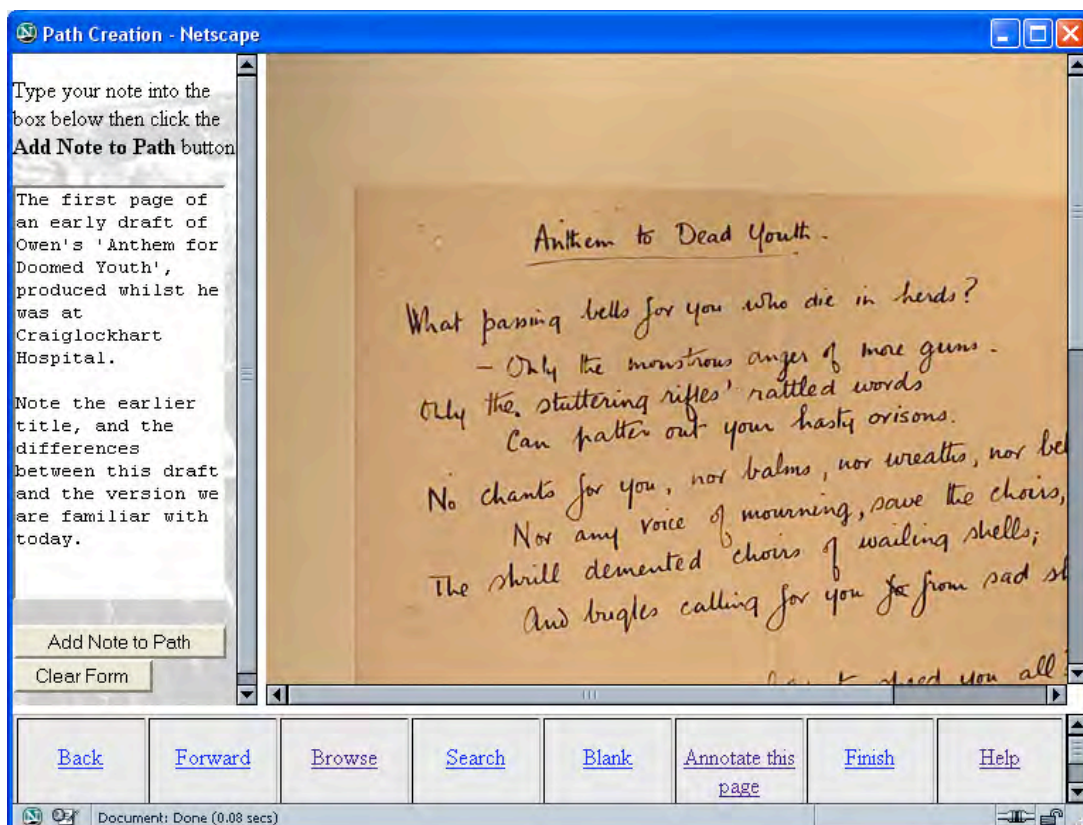 Path Creation - Netscape
Type your note into the
box below then click the
Add Note to Path button
The first page of
an early draft of
Owen's 'Anthem for
Doomed Youth',
produced whilst he
was at
Craiglockhart
Hospital.
Note the earlier
title, and the
differences
between this draft
and the version we
are familiar with
today.
Add Note to Path
Clear Form
Anthem to Dead Youth.
What passing bells for you who die in herds?
- Only the monstrous anger of more guns.
Only the stuttering rifles' rattled words
Can patter out your hasty orisons.
No chants for you, nor balms, nor wreaths, nor
Nor any voice of mourning, save the choirs,
The shrill demented choirs of wailing shells;
And bugles calling for you from sad
to speed you all
Back
Forward
Browse
Search
Blank
Annotate this
page
Finish
Help
Document: Done (0.08 secs)